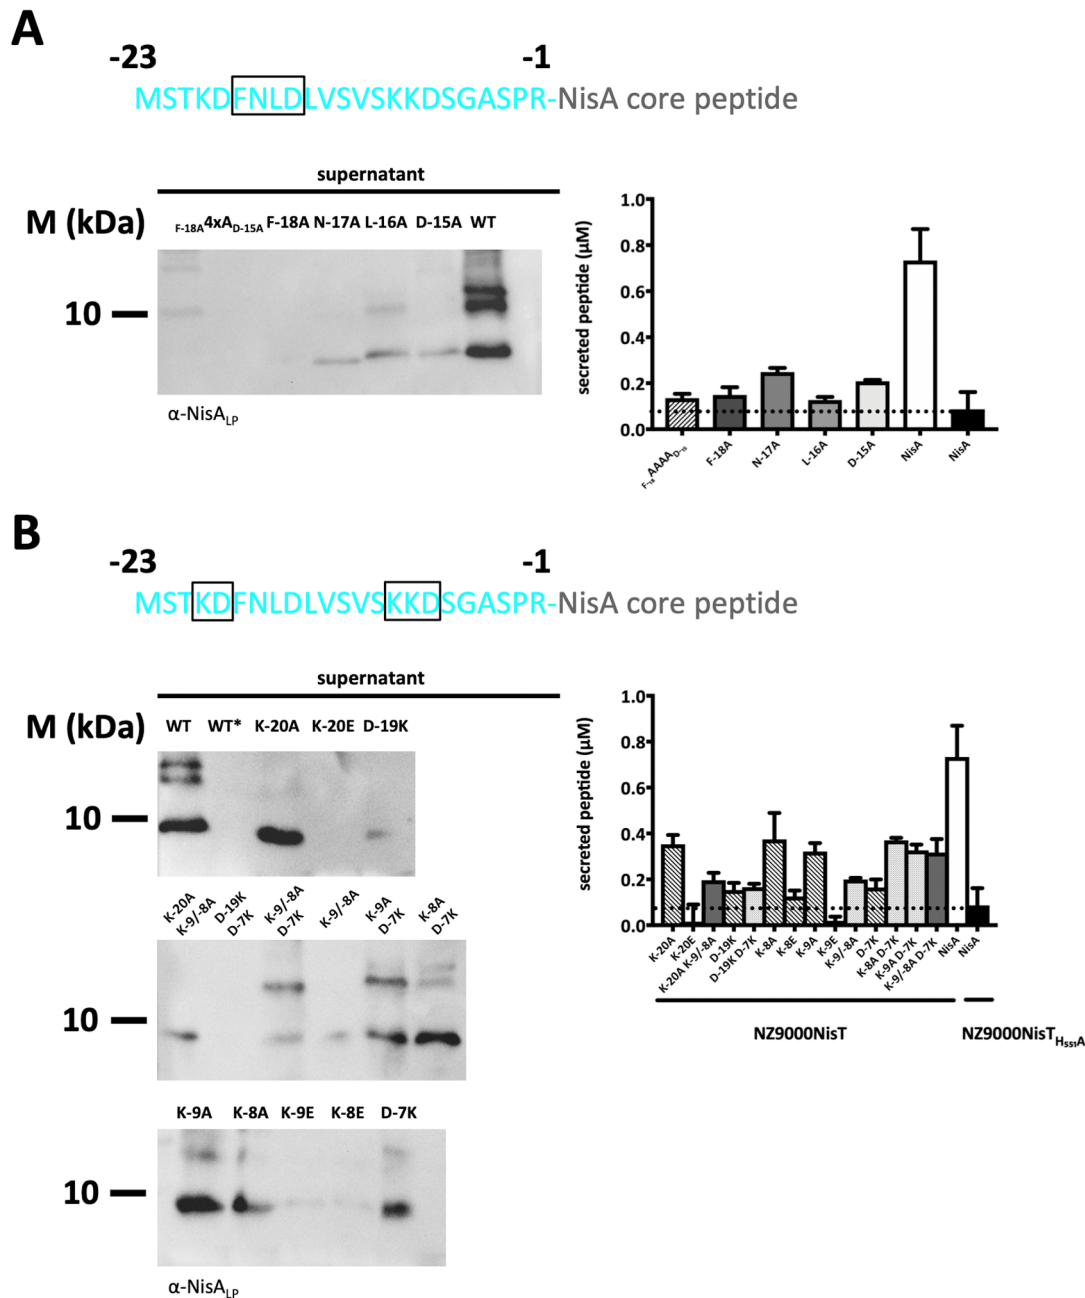 A
-23 -1
MSTKDFNLDLVSVSKKDSGASPR-NisA core peptide
supernatant
M (kDa) F-18A4xAD-15A F-18A N-17A L-16A D-15A WT
10
α-NisALP
secreted peptide (μM)
1.0
0.8
0.6
0.4
0.2
0.0
F-18AAAAD-15 F-18A N-17A L-16A D-15A NisA NisA
B
-23 -1
MSTKDFNLDLVSVSKKDSGASPR-NisA core peptide
supernatant
M (kDa) WT WT* K-20A K-20E D-19K
10
K-20A K-9/-8A
D-19K D-7K
K-9/-8A D-7K
K-9/-8A
K-9A D-7K
K-8A D-7K
10
K-9A K-8A K-9E K-8E D-7K
10
α-NisALP
secreted peptide (μM)
1.0
0.8
0.6
0.4
0.2
0.0
K-20A
K-20E
K-20A K-9/-8A
D-19K
D-19K D-7K
K-8A
K-8E
K-9A
K-9E
K-9/-8A
D-7K
K-8A D-7K
K-9A D-7K
K-9/-8A D-7K
NisA
NisA
NZ9000NisT NZ9000NisTH551A